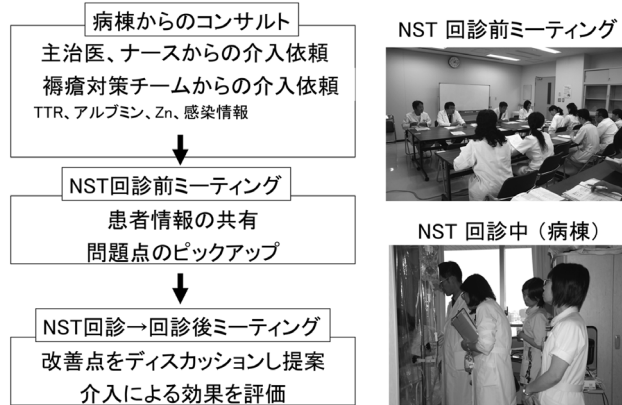 病棟からのコンサルト
主治医、ナースからの介入依頼
褥瘡対策チームからの介入依頼
TTR、アルブミン、Zn、感染情報
NST回診前ミーティング
患者情報の共有
問題点のピックアップ
NST回診→回診後ミーティング
改善点をディスカッションし提案
介入による効果を評価
NST 回診前ミーティング
NST 回診中（病棟）